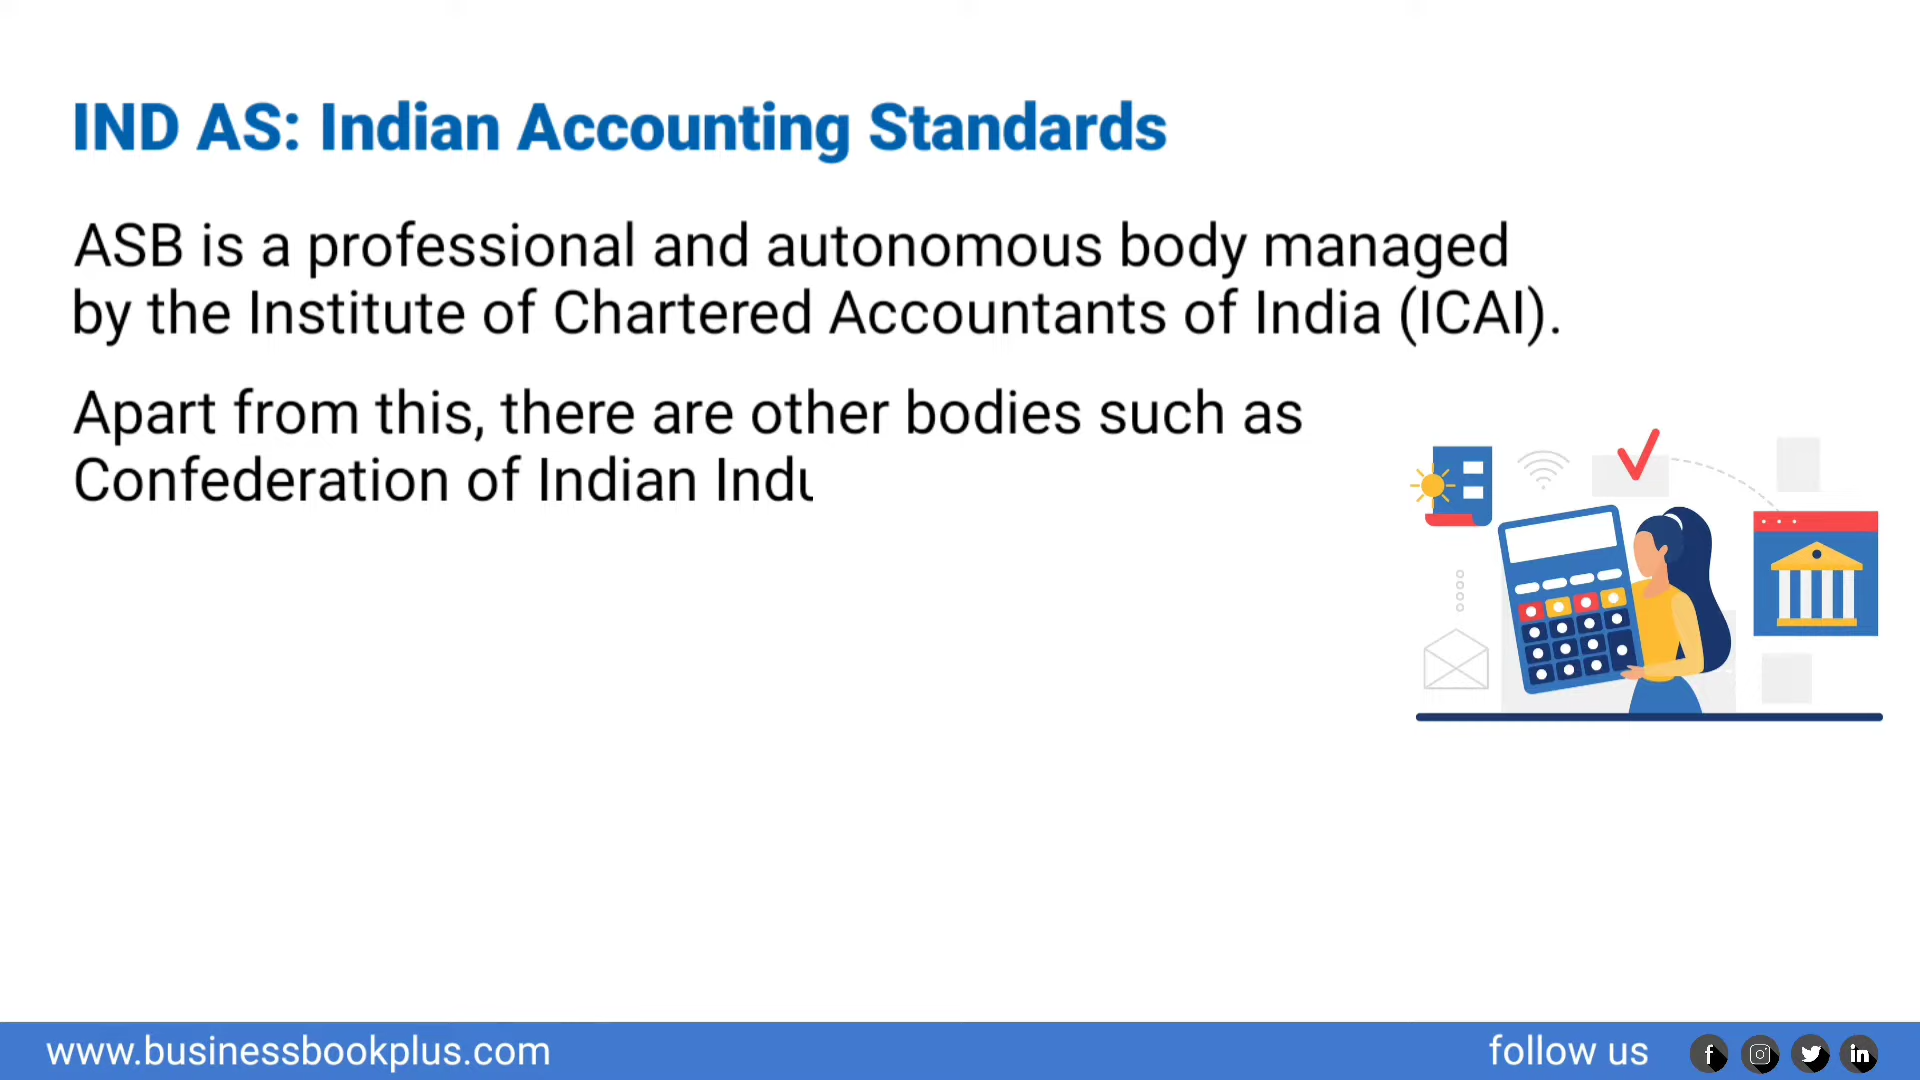 IND AS: Indian Accounting Standards
ASB is a professional and autonomous body managed
by the Institute of Chartered Accountants of India (ICAI).
Apart from this, there are other bodies such as
Confederation of Indian Ind
www.businessbookplus.com
follow us